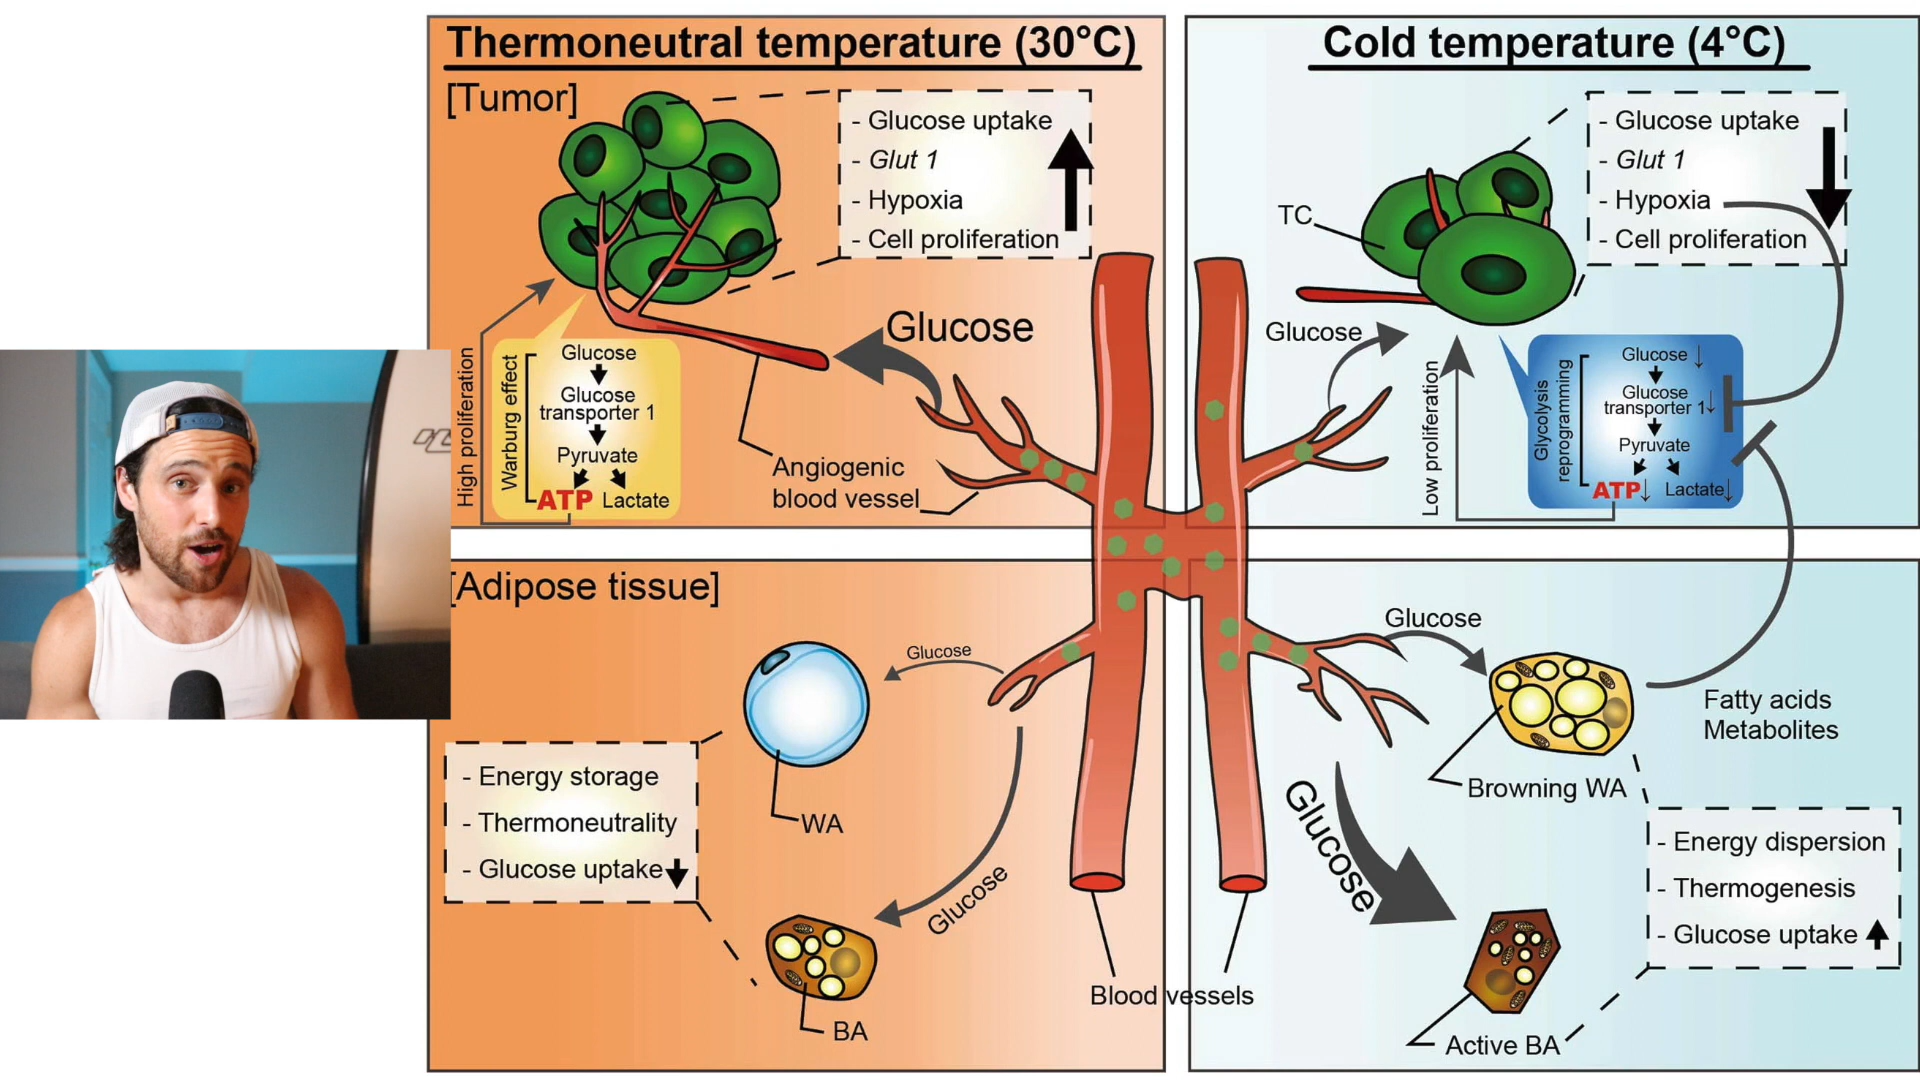 Thermoneutral temperature (30°C)
[Tumor]
- Glucose uptake
- Glut 1
- Hypoxia
- Cell proliferation
Glucose
High proliferation
Warburg effect
Glucose
Glucose
transporter 1
Pyruvate
ATP Lactate
Angiogenic
blood vessel
Cold temperature (4°C)
TC
- Glucose uptake
- Glut 1
- Hypoxia
- Cell proliferation
Glucose
Low proliferation
Glycolysis
reprogramming
Glucose ↓
Glucose
transporter 1↓
Pyruvate
ATP↓ Lactate↓
[Adipose tissue]
Glucose
WA
- Energy storage
- Thermoneutrality
- Glucose uptake
Glucose
BA
Blood vessels
Glucose
Fatty acids
Metabolites
Browning WA
Glucose
- Energy dispersion
- Thermogenesis
- Glucose uptake
Active BA